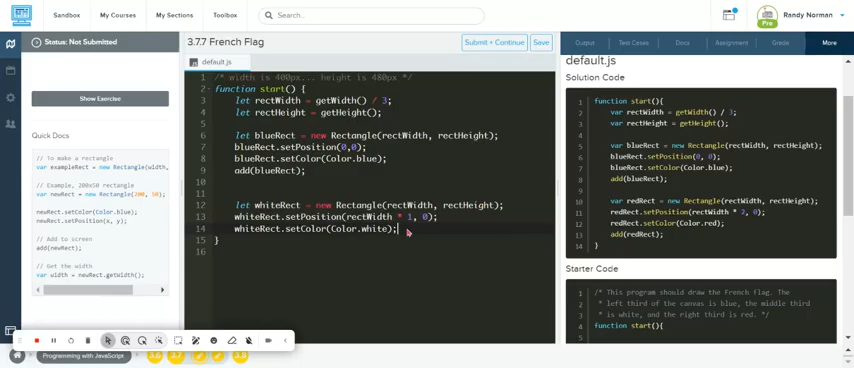 Sandbox
My Courses
My Sections
Toolbox
Search...
Pro
Randy Norman
Status: Not Submitted
3.7.7 French Flag
Submit + Continue
Save
Output
Test Cases
Docs
Assignment
Grade
More
Show Exercise
Quick Docs
// To make a rectangle
var exampleRect = new Rectangle(width,
// Example, 200x50 rectangle
var newRect = new Rectangle(200, 50);
newRect.setColor(Color.blue);
newRect.setPosition(x, y);
// Add to screen
add(newRect);
// Get the width
var width = newRect.getWidth();
default.js
1 /* width is 400px... height is 480px */
2 function start() {
3 let rectWidth = getWidth() / 3;
4 let rectHeight = getHeight();
5
6 let blueRect = new Rectangle(rectWidth, rectHeight);
7 blueRect.setPosition(0,0);
8 blueRect.setColor(Color.blue);
9 add(blueRect);
10
11
12 let whiteRect = new Rectangle(rectWidth, rectHeight);
13 whiteRect.setPosition(rectWidth * 1, 0);
14 whiteRect.setColor(Color.white);
15 }
16
default.js
Solution Code
1 function start(){
2 var rectWidth = getWidth() / 3;
3 var rectHeight = getHeight();
4
5 var blueRect = new Rectangle(rectWidth, rectHeight);
6 blueRect.setPosition(0, 0);
7 blueRect.setColor(Color.blue);
8 add(blueRect);
9
10 var redRect = new Rectangle(rectWidth, rectHeight);
11 redRect.setPosition(rectWidth * 2, 0);
12 redRect.setColor(Color.red);
13 add(redRect);
14 }
Starter Code
1 /* This program should draw the French flag. The
2 * left third of the canvas is blue, the middle third
3 * is white, and the right third is red. */
4 function start(){
5
Programming with JavaScript
3.6
3.7
3.8